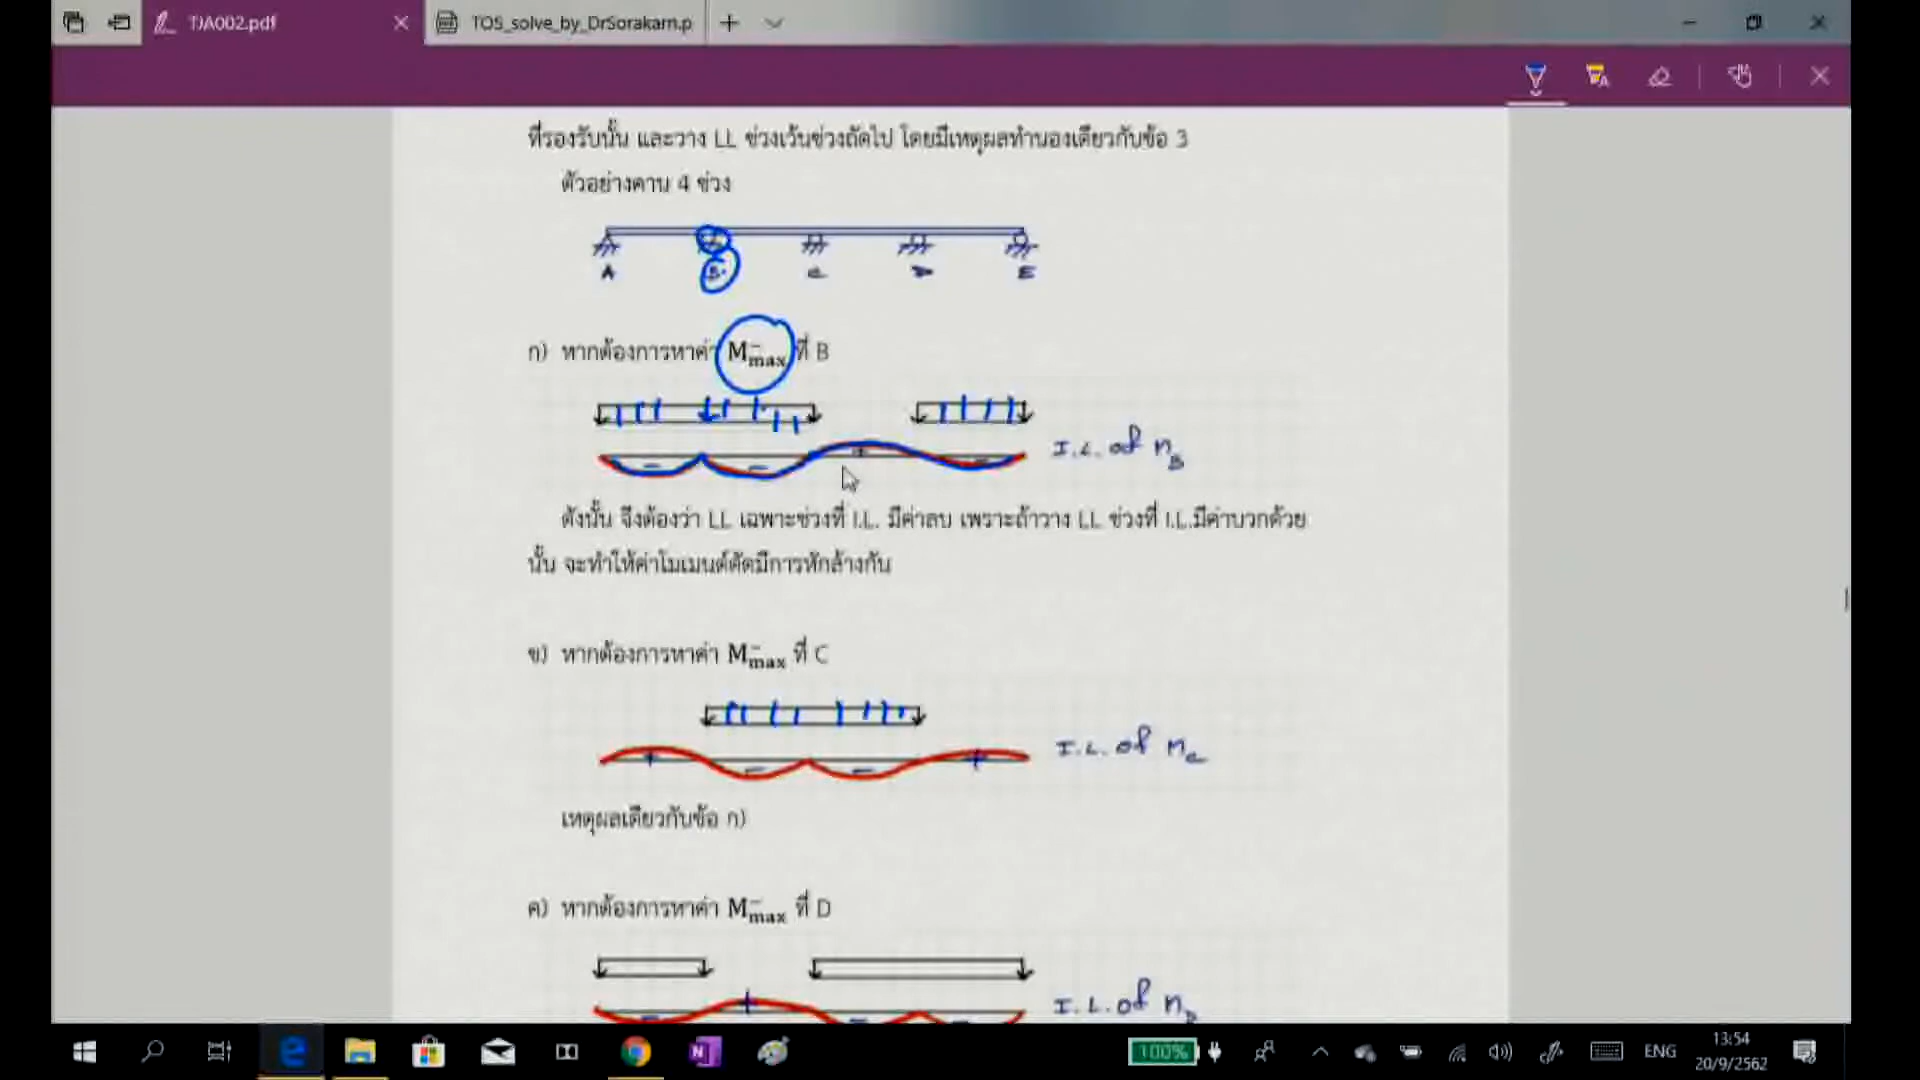 TJA002.pdf
TOS_solve_by_DrSorakarn.p
ที่รองรับนั้น และวาง LL ช่วงเว้นช่วงถัดไป โดยมีเหตุผลทำนองเดียวกับข้อ 3
ตัวอย่างคาน 4 ช่วง
A B C D E
ก) หากต้องการหาค่า M⁻max ที่ B
I.L. of M_B
ดังนั้น จึงต้องว่า LL เฉพาะช่วงที่ I.L. มีค่าลบ เพราะถ้าวาง LL ช่วงที่ I.L.มีค่าบวกด้วย
นั้น จะทำให้ค่าโมเมนต์ดัดมีการหักล้างกัน
ข) หากต้องการหาค่า M⁻max ที่ C
I.L. of M_C
เหตุผลเดียวกับข้อ ก)
ค) หากต้องการหาค่า M⁻max ที่ D
I.L. of M_D
100%
ENG
13:54
20/9/2562